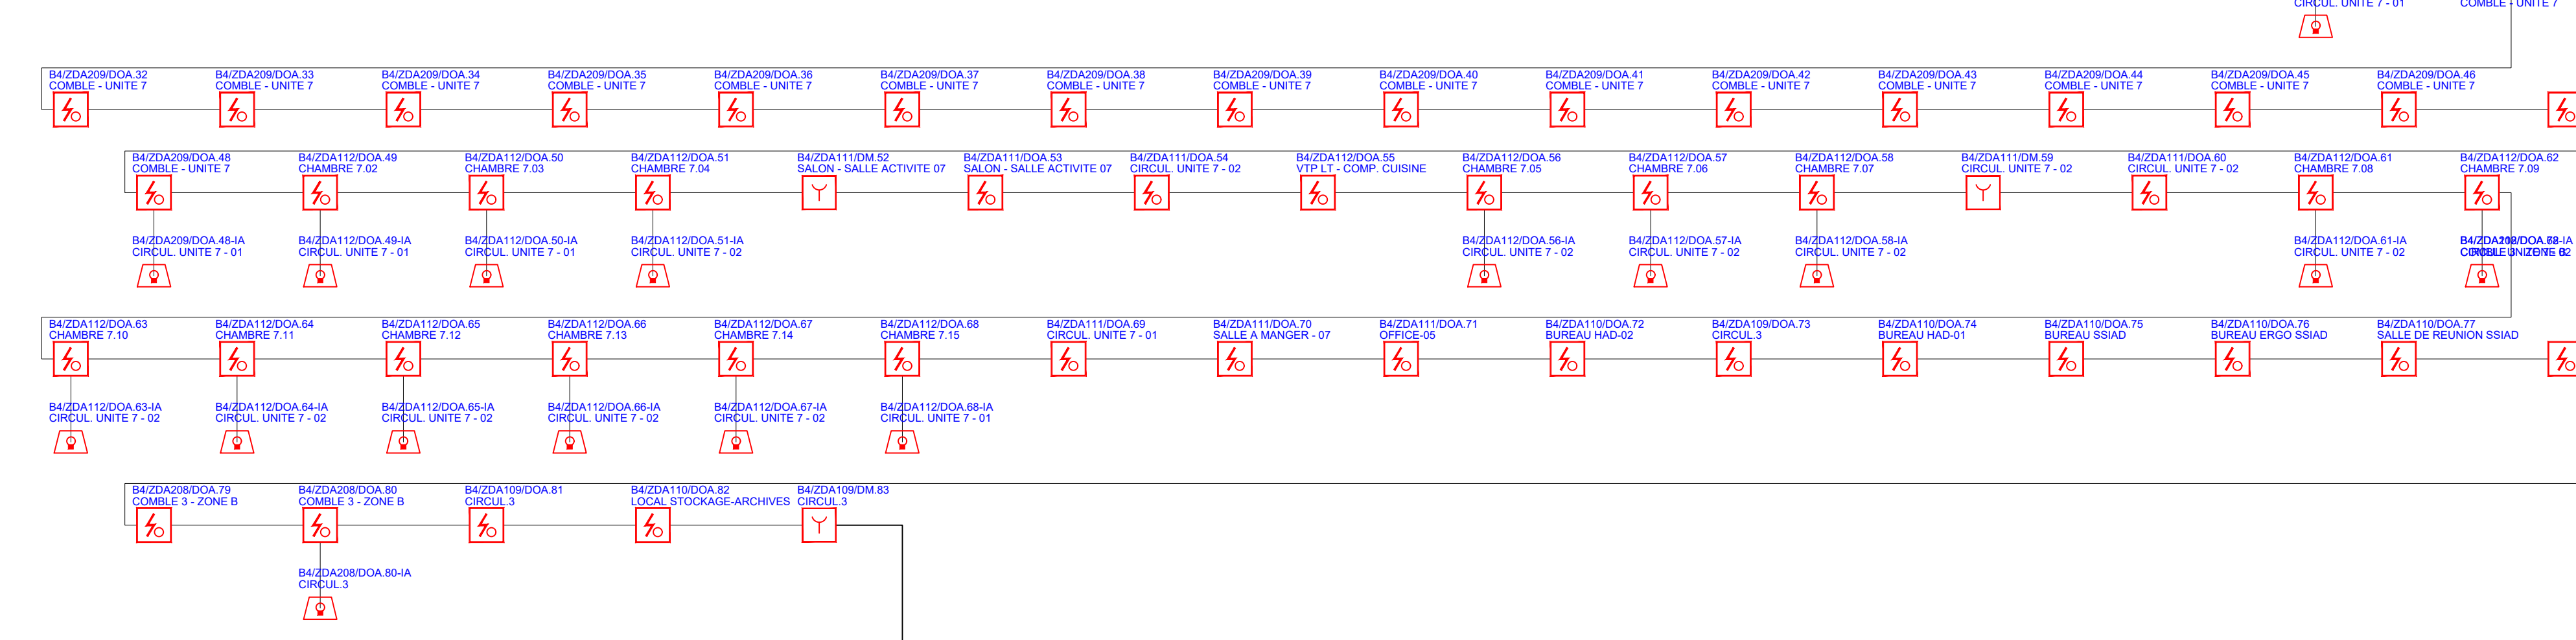 CIRCUL. UNITE 7 - 01
COMBLE - UNITE 7
B4/ZDA209/DOA.32
COMBLE - UNITE 7
B4/ZDA209/DOA.33
COMBLE - UNITE 7
B4/ZDA209/DOA.34
COMBLE - UNITE 7
B4/ZDA209/DOA.35
COMBLE - UNITE 7
B4/ZDA209/DOA.36
COMBLE - UNITE 7
B4/ZDA209/DOA.37
COMBLE - UNITE 7
B4/ZDA209/DOA.38
COMBLE - UNITE 7
B4/ZDA209/DOA.39
COMBLE - UNITE 7
B4/ZDA209/DOA.40
COMBLE - UNITE 7
B4/ZDA209/DOA.41
COMBLE - UNITE 7
B4/ZDA209/DOA.42
COMBLE - UNITE 7
B4/ZDA209/DOA.43
COMBLE - UNITE 7
B4/ZDA209/DOA.44
COMBLE - UNITE 7
B4/ZDA209/DOA.45
COMBLE - UNITE 7
B4/ZDA209/DOA.46
COMBLE - UNITE 7
B4/ZDA209/DOA.48
COMBLE - UNITE 7
B4/ZDA112/DOA.49
CHAMBRE 7.02
B4/ZDA112/DOA.50
CHAMBRE 7.03
B4/ZDA112/DOA.51
CHAMBRE 7.04
B4/ZDA111/DM.52
SALON - SALLE ACTIVITE 07
B4/ZDA111/DOA.53
SALON - SALLE ACTIVITE 07
B4/ZDA111/DOA.54
CIRCUL. UNITE 7 - 02
B4/ZDA112/DOA.55
VTP LT - COMP. CUISINE
B4/ZDA112/DOA.56
CHAMBRE 7.05
B4/ZDA112/DOA.57
CHAMBRE 7.06
B4/ZDA112/DOA.58
CHAMBRE 7.07
B4/ZDA111/DM.59
CIRCUL. UNITE 7 - 02
B4/ZDA111/DOA.60
CIRCUL. UNITE 7 - 02
B4/ZDA112/DOA.61
CHAMBRE 7.08
B4/ZDA112/DOA.62
CHAMBRE 7.09
B4/ZDA209/DOA.48-IA
CIRCUL. UNITE 7 - 01
B4/ZDA112/DOA.49-IA
CIRCUL. UNITE 7 - 01
B4/ZDA112/DOA.50-IA
CIRCUL. UNITE 7 - 01
B4/ZDA112/DOA.51-IA
CIRCUL. UNITE 7 - 02
B4/ZDA112/DOA.56-IA
CIRCUL. UNITE 7 - 02
B4/ZDA112/DOA.57-IA
CIRCUL. UNITE 7 - 02
B4/ZDA112/DOA.58-IA
CIRCUL. UNITE 7 - 02
B4/ZDA112/DOA.61-IA
CIRCUL. UNITE 7 - 02
B4/ZDA112/DOA.63
CHAMBRE 7.10
B4/ZDA112/DOA.64
CHAMBRE 7.11
B4/ZDA112/DOA.65
CHAMBRE 7.12
B4/ZDA112/DOA.66
CHAMBRE 7.13
B4/ZDA112/DOA.67
CHAMBRE 7.14
B4/ZDA112/DOA.68
CHAMBRE 7.15
B4/ZDA111/DOA.69
CIRCUL. UNITE 7 - 01
B4/ZDA111/DOA.70
SALLE A MANGER - 07
B4/ZDA111/DOA.71
OFFICE-05
B4/ZDA110/DOA.72
BUREAU HAD-02
B4/ZDA109/DOA.73
CIRCUL.3
B4/ZDA110/DOA.74
BUREAU HAD-01
B4/ZDA110/DOA.75
BUREAU SSIAD
B4/ZDA110/DOA.76
BUREAU ERGO SSIAD
B4/ZDA110/DOA.77
SALLE DE REUNION SSIAD
B4/ZDA112/DOA.63-IA
CIRCUL. UNITE 7 - 02
B4/ZDA112/DOA.64-IA
CIRCUL. UNITE 7 - 02
B4/ZDA112/DOA.65-IA
CIRCUL. UNITE 7 - 02
B4/ZDA112/DOA.66-IA
CIRCUL. UNITE 7 - 02
B4/ZDA112/DOA.67-IA
CIRCUL. UNITE 7 - 02
B4/ZDA112/DOA.68-IA
CIRCUL. UNITE 7 - 01
B4/ZDA208/DOA.79
COMBLE 3 - ZONE B
B4/ZDA208/DOA.80
COMBLE 3 - ZONE B
B4/ZDA109/DOA.81
CIRCUL.3
B4/ZDA110/DOA.82
LOCAL STOCKAGE-ARCHIVES
B4/ZDA109/DM.83
CIRCUL.3
B4/ZDA208/DOA.80-IA
CIRCUL.3